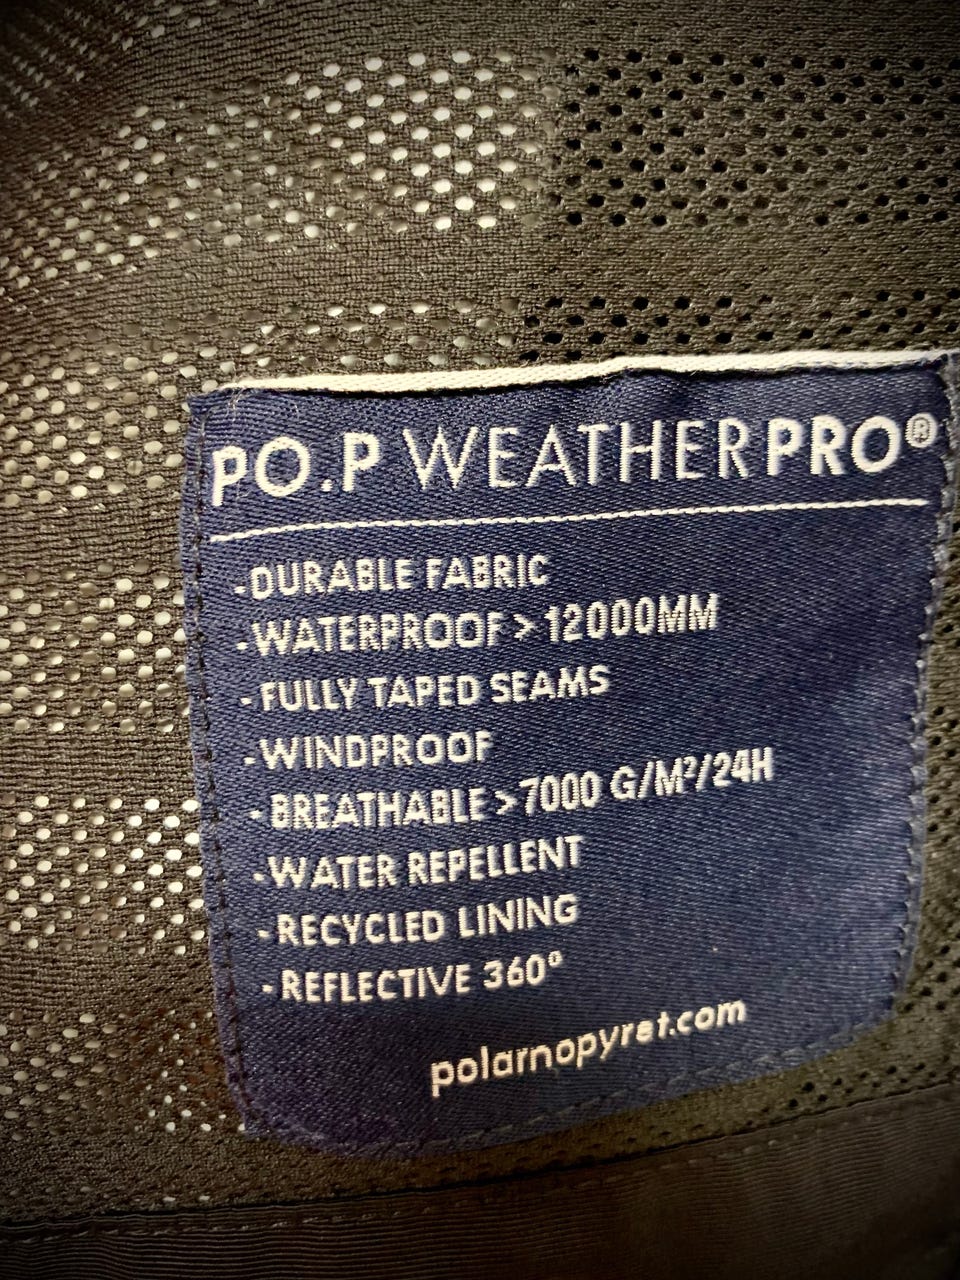 PO.P WEATHERPRO®
-DURABLE FABRIC
-WATERPROOF > 12000MM
-FULLY TAPED SEAMS
-WINDPROOF
-BREATHABLE > 7000 G/M²/24H
-WATER REPELLENT
-RECYCLED LINING
-REFLECTIVE 360°
polarnopyret.com